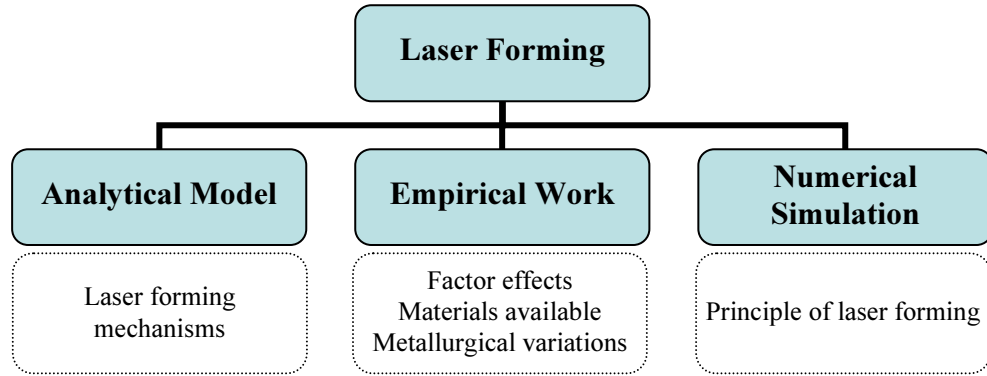 Laser Forming
Analytical Model
Empirical Work
Numerical
Simulation
Laser forming
mechanisms
Factor effects
Materials available
Metallurgical variations
Principle of laser forming